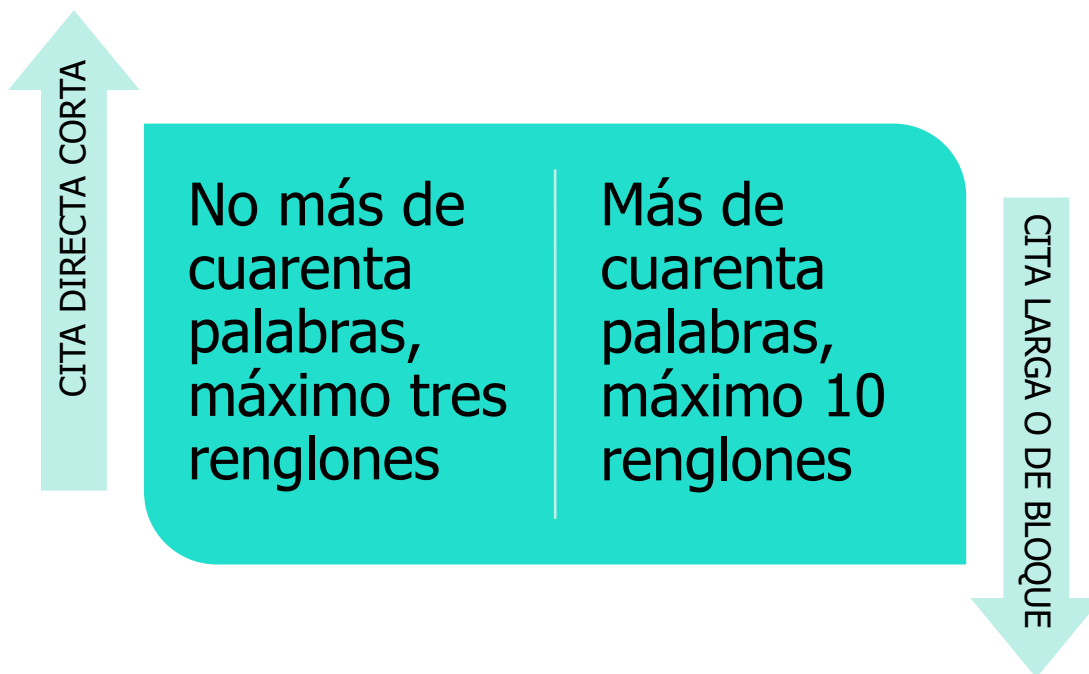 CITA DIRECTA CORTA
No más de
cuarenta
palabras,
máximo tres
renglones
Más de
cuarenta
palabras,
máximo 10
renglones
CITA LARGA O DE BLOQUE